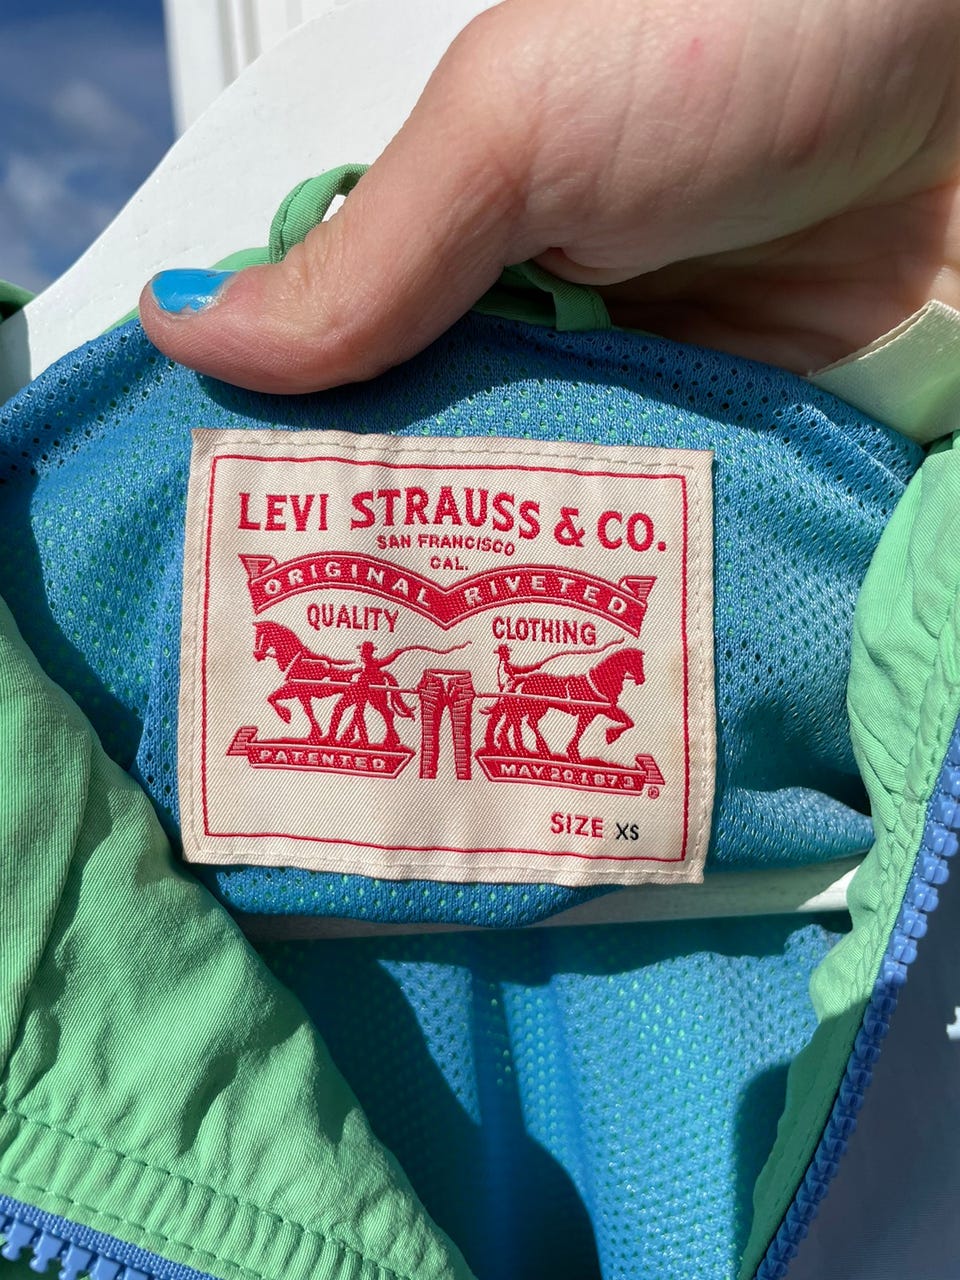 LEVI STRAUSS & CO.
SAN FRANCISCO
CAL.
ORIGINAL RIVETED
QUALITY CLOTHING
PATENTED MAY 20 1873
®
SIZE XS